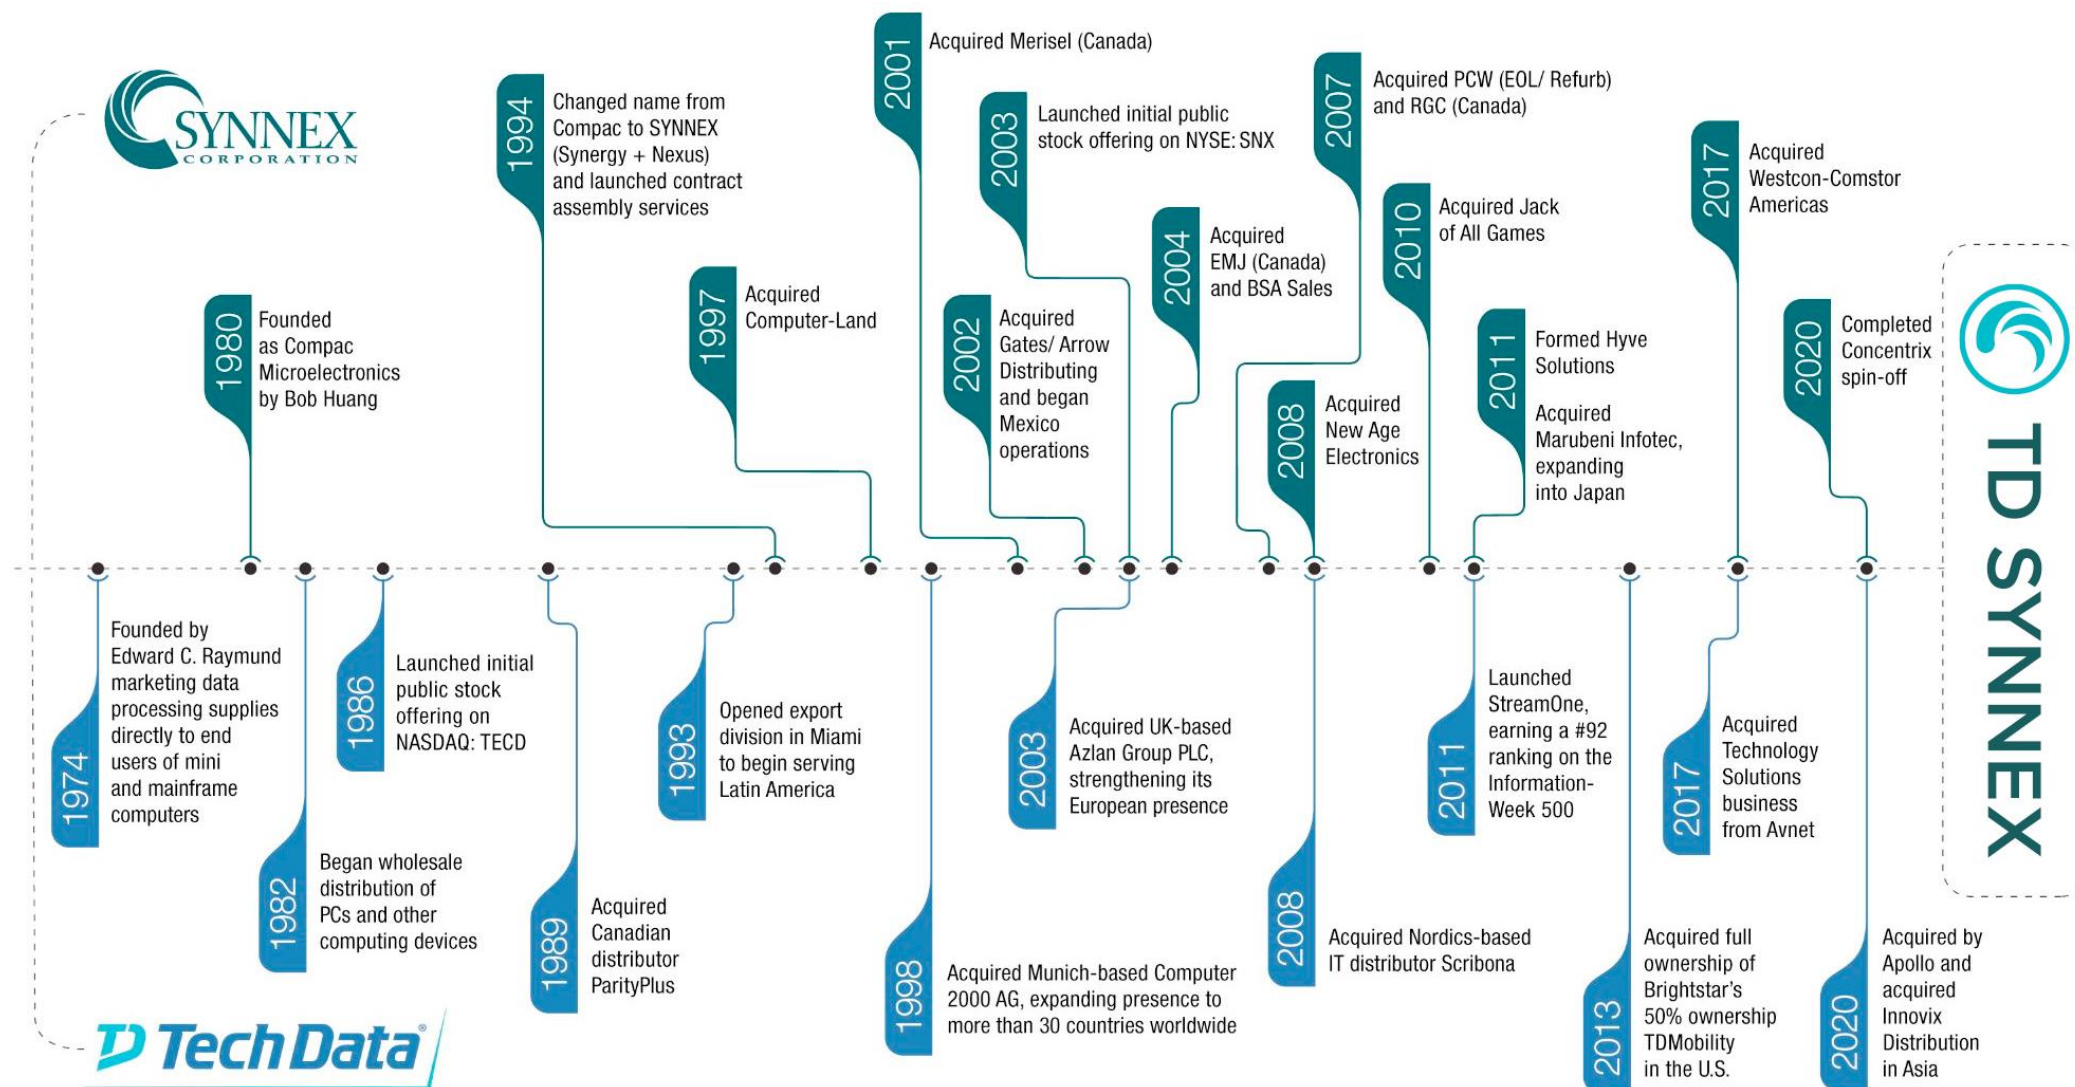 SYNNEX
CORPORATION
1980
Founded
as Compac
Microelectronics
by Bob Huang
1994
Changed name from
Compac to SYNNEX
(Synergy + Nexus)
and launched contract
assembly services
1997
Acquired
Computer-Land
2001
Acquired Merisel (Canada)
2002
Acquired
Gates/ Arrow
Distributing
and began
Mexico
operations
2003
Launched initial public
stock offering on NYSE: SNX
2004
Acquired
EMJ (Canada)
and BSA Sales
2007
Acquired PCW (EOL/ Refurb)
and RGC (Canada)
2008
Acquired
New Age
Electronics
2010
Acquired Jack
of All Games
2011
Formed Hyve
Solutions
Acquired
Marubeni Infotec,
expanding
into Japan
2017
Acquired
Westcon-Comstor
Americas
2020
Completed
Concentrix
spin-off
TD SYNNEX
1974
Founded by
Edward C. Raymund
marketing data
processing supplies
directly to end
users of mini
and mainframe
computers
1982
Began wholesale
distribution of
PCs and other
computing devices
1986
Launched initial
public stock
offering on
NASDAQ: TECD
1989
Acquired
Canadian
distributor
ParityPlus
1993
Opened export
division in Miami
to begin serving
Latin America
1998
Acquired Munich-based Computer
2000 AG, expanding presence to
more than 30 countries worldwide
2003
Acquired UK-based
Azlan Group PLC,
strengthening its
European presence
2008
Acquired Nordics-based
IT distributor Scribona
2011
Launched
StreamOne,
earning a #92
ranking on the
Information-
Week 500
2013
Acquired full
ownership of
Brightstar’s
50% ownership
TDMobility
in the U.S.
2017
Acquired
Technology
Solutions
business
from Avnet
2020
Acquired by
Apollo and
acquired
Innovix
Distribution
in Asia
TD Tech Data®